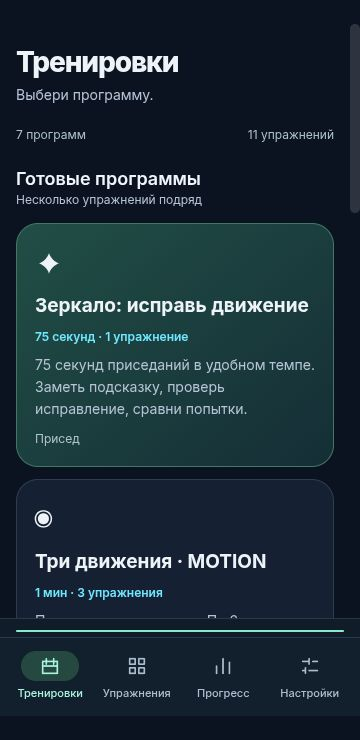 Тренировки
Выбери программу.
7 программ
11 упражнений
Готовые программы
Несколько упражнений подряд
Зеркало: исправь движение
75 секунд · 1 упражнение
75 секунд приседаний в удобном темпе.
Заметь подсказку, проверь
исправление, сравни попытки.
Присед
Три движения · MOTION
1 мин · 3 упражнения
Тренировки
Упражнения
Прогресс
Настройки